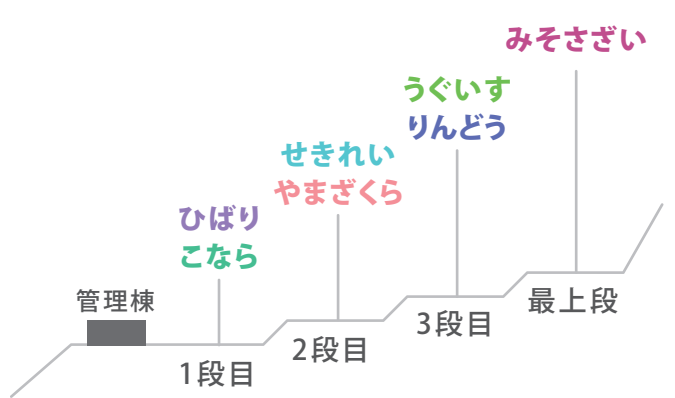 みそさざい
うぐいす
りんどう
せきれい
やまざくら
ひばり
こなら
管理棟
1段目
2段目
3段目
最上段